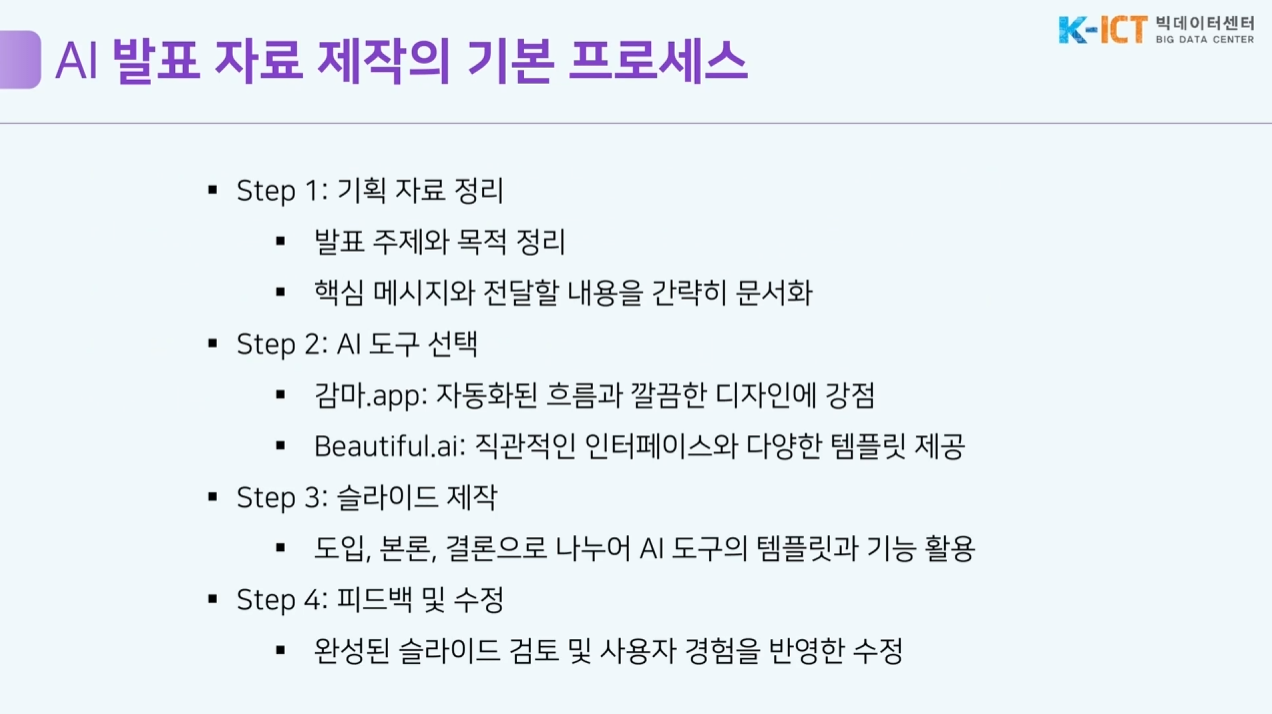 K-ICT 빅데이터센터
BIG DATA CENTER
AI 발표 자료 제작의 기본 프로세스
▪ Step 1: 기획 자료 정리
▪ 발표 주제와 목적 정리
▪ 핵심 메시지와 전달할 내용을 간략히 문서화
▪ Step 2: AI 도구 선택
▪ 감마.app: 자동화된 흐름과 깔끔한 디자인에 강점
▪ Beautiful.ai: 직관적인 인터페이스와 다양한 템플릿 제공
▪ Step 3: 슬라이드 제작
▪ 도입, 본론, 결론으로 나누어 AI 도구의 템플릿과 기능 활용
▪ Step 4: 피드백 및 수정
▪ 완성된 슬라이드 검토 및 사용자 경험을 반영한 수정